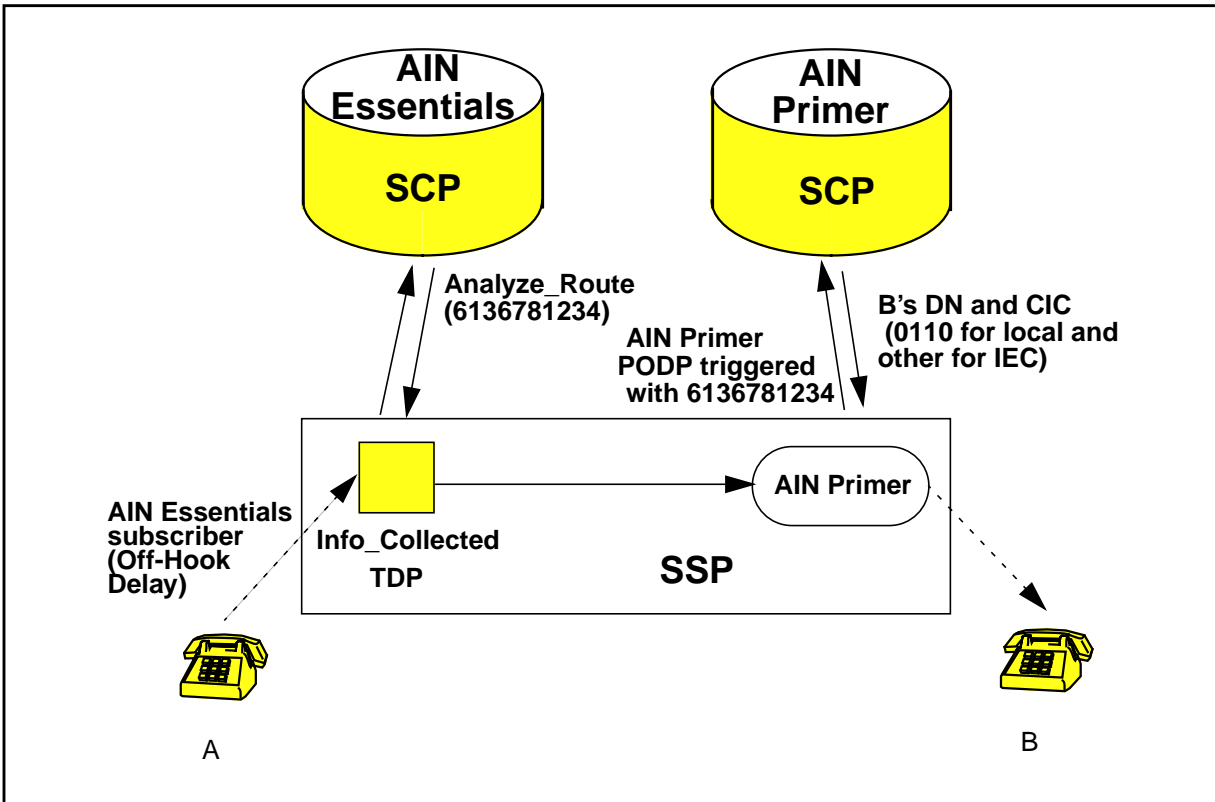 AIN
Essentials
SCP
AIN
Primer
SCP
Analyze_Route
(6136781234)
AIN Primer
PODP triggered
with 6136781234
B's DN and CIC
(0110 for local and
other for IEC)
AIN Essentials
subscriber
(Off-Hook
Delay)
Info_Collected
TDP
SSP
AIN Primer
A
B